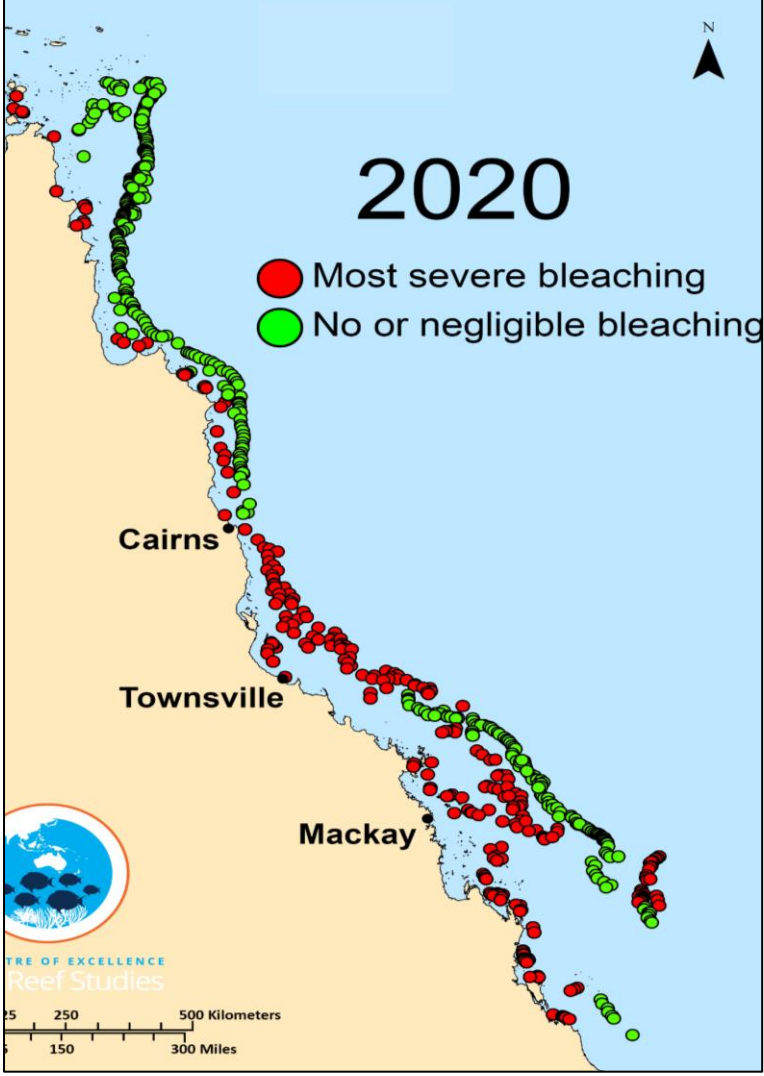 N
2020
Most severe bleaching
No or negligible bleaching
Cairns
Townsville
Mackay
TRE OF EXCELLENCE
Reef Studies
25 250 500 Kilometers
150 300 Miles